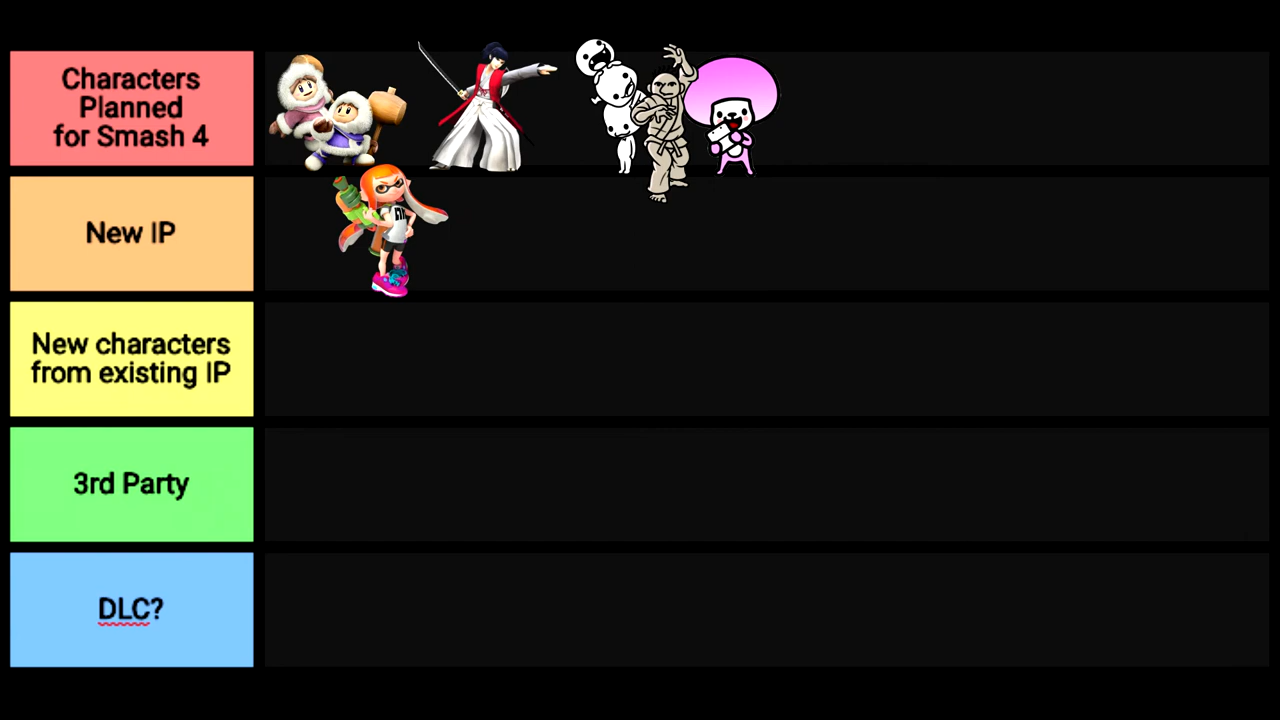 Characters
Planned
for Smash 4
New IP
New characters
from existing IP
3rd Party
DLC?